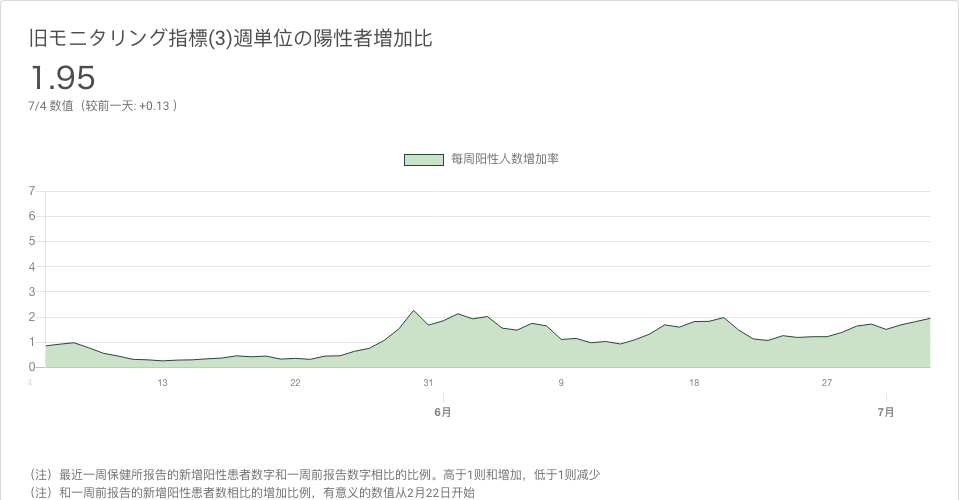 旧モニタリング指標(3)週単位の陽性者増加比
1.95
7/4 数值（较前一天: +0.13 ）
每周阳性人数增加率
7
6
5
4
3
2
1
0
4 13 22 31 9 18 27
6月 7月
（注）最近一周保健所报告的新增阳性患者数字和一周前报告数字相比的比例。高于1则和增加，低于1则减少
（注）和一周前报告的新增阳性患者数相比的增加比例，有意义的数值从2月22日开始